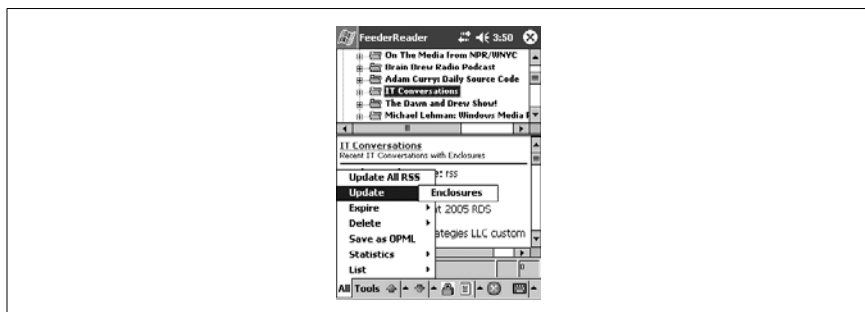 FeederReader 3:50
On The Media from NPR/WNYC
Brain Brew Radio Podcast
Adam Curry: Daily Source Code
IT Conversations
The Dawn and Drew Show!
Michael Lehman: Windows Media
IT Conversations
Recent IT Conversations with Enclosures
e: rss
Update All RSS
Update
Enclosures
Expire
t 2005 RDS
Delete
ategies LLC custom
Save as OPML
Statistics
List
0
All Tools